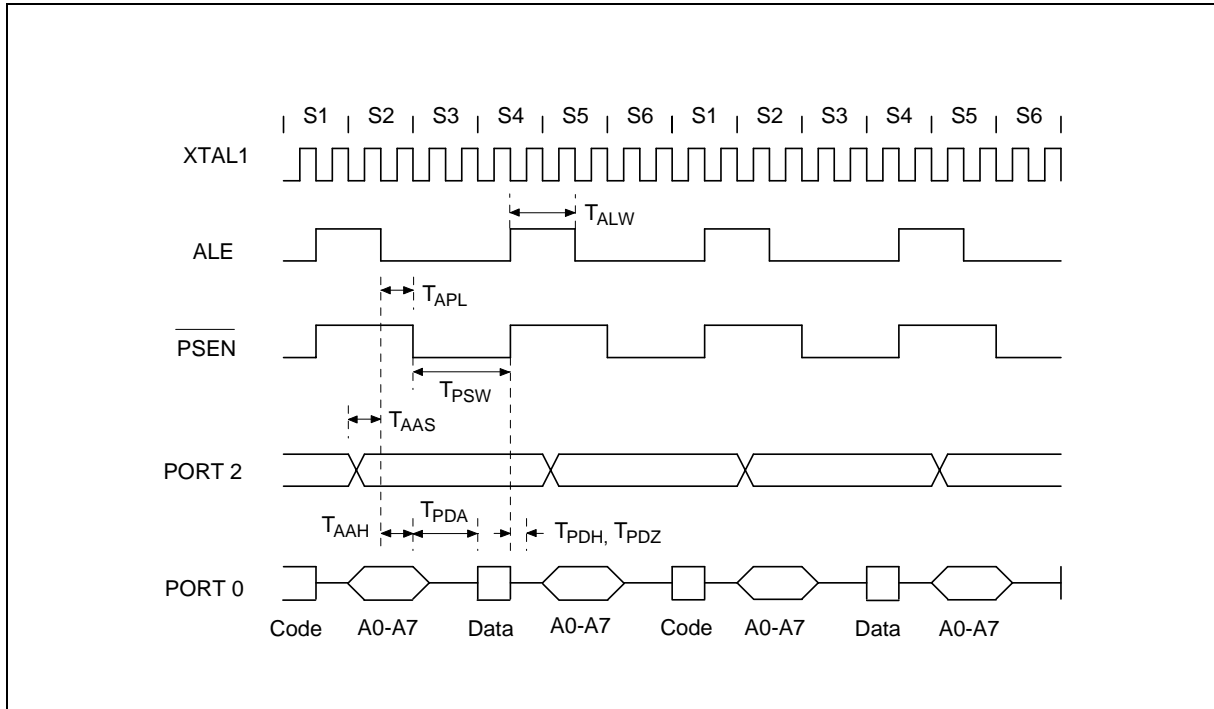 S1 S2 S3 S4 S5 S6 S1 S2 S3 S4 S5 S6
XTAL1
TALW
ALE
TAPL
PSEN
TPSW
TAAS
PORT 2
TAAH TPDA TPDH, TPDZ
PORT 0
Code A0-A7 Data A0-A7 Code A0-A7 Data A0-A7